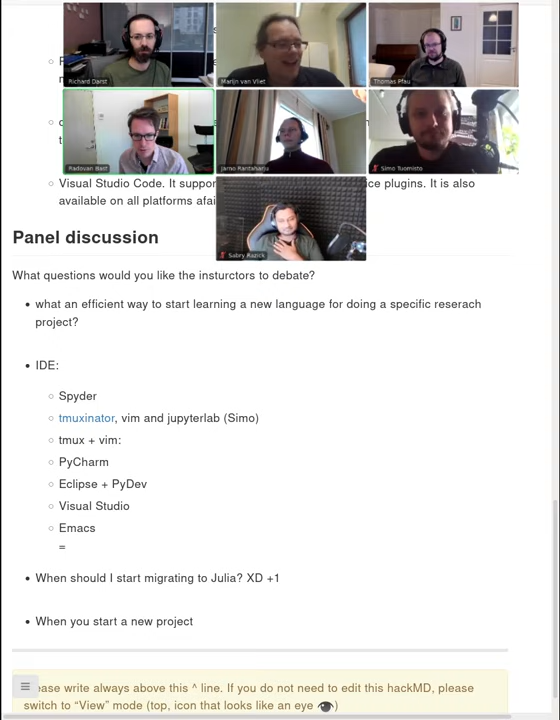 Richard Darst
Marijn van Vliet
Thomas Pfau
Radovan Bast
Jarno Rantaharju
Simo Tuomisto
Visual Studio Code. It suppor ice plugins. It is also
available on all platforms afai
Sabry Razick
Panel discussion
What questions would you like the insturctors to debate?
what an efficient way to start learning a new language for doing a specific reserach
project?
IDE:
Spyder
tmuxinator, vim and jupyterlab (Simo)
tmux + vim:
PyCharm
Eclipse + PyDev
Visual Studio
Emacs
=
When should I start migrating to Julia? XD +1
When you start a new project
ease write always above this ^ line. If you do not need to edit this hackMD, please
switch to “View” mode (top, icon that looks like an eye 👁)